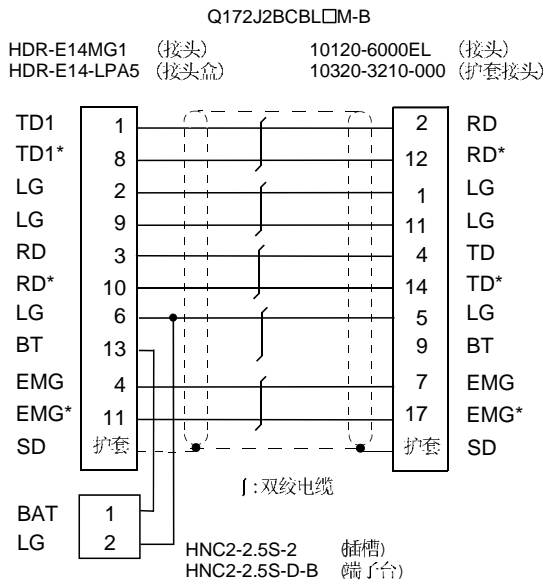 Q172J2BCBL□M-B
HDR-E14MG1 (接头) 10120-6000EL (接头)
HDR-E14-LPA5 (接头盒) 10320-3210-000 (护套接头)
TD1 1 2 RD
TD1* 8 12 RD*
LG 2 1 LG
LG 9 11 LG
RD 3 4 TD
RD* 10 14 TD*
LG 6 5 LG
BT 13 9 BT
EMG 4 7 EMG
EMG* 11 17 EMG*
SD 护套 护套 SD
⌠:双绞电缆
BAT 1
LG 2
HNC2-2.5S-2 (插槽)
HNC2-2.5S-D-B (端子台)